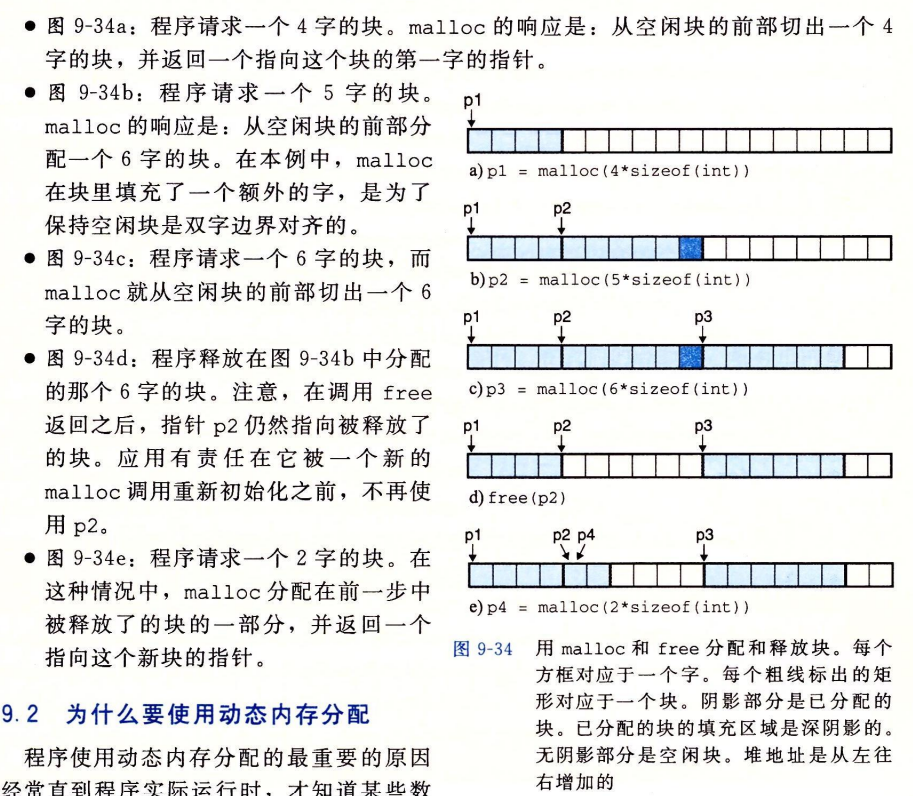 ● 图 9-34a：程序请求一个 4 字的块。malloc 的响应是：从空闲块的前部切出一个 4
字的块，并返回一个指向这个块的第一字的指针。
● 图 9-34b：程序请求一个 5 字的块。
malloc 的响应是：从空闲块的前部分
配一个 6 字的块。在本例中，malloc
在块里填充了一个额外的字，是为了
保持空闲块是双字边界对齐的。
● 图 9-34c：程序请求一个 6 字的块，而
malloc 就从空闲块的前部切出一个 6
字的块。
● 图 9-34d：程序释放在图 9-34b 中分配
的那个 6 字的块。注意，在调用 free
返回之后，指针 p2 仍然指向被释放了
的块。应用有责任在它被一个新的
malloc 调用重新初始化之前，不再使
用 p2。
● 图 9-34e：程序请求一个 2 字的块。在
这种情况中，malloc 分配在前一步中
被释放了的块的一部分，并返回一个
指向这个新块的指针。
9.2 为什么要使用动态内存分配
程序使用动态内存分配的最重要的原因
经常直到程序实际运行时，才知道某些数
p1
a) p1 = malloc(4*sizeof(int))
p1 p2
b) p2 = malloc(5*sizeof(int))
p1 p2 p3
c) p3 = malloc(6*sizeof(int))
p1 p2 p3
d) free(p2)
p1 p2 p4 p3
e) p4 = malloc(2*sizeof(int))
图 9-34 用 malloc 和 free 分配和释放块。每个
方框对应于一个字。每个粗线标出的矩
形对应于一个块。阴影部分是已分配的
块。已分配的块的填充区域是深阴影的。
无阴影部分是空闲块。堆地址是从左往
右增加的